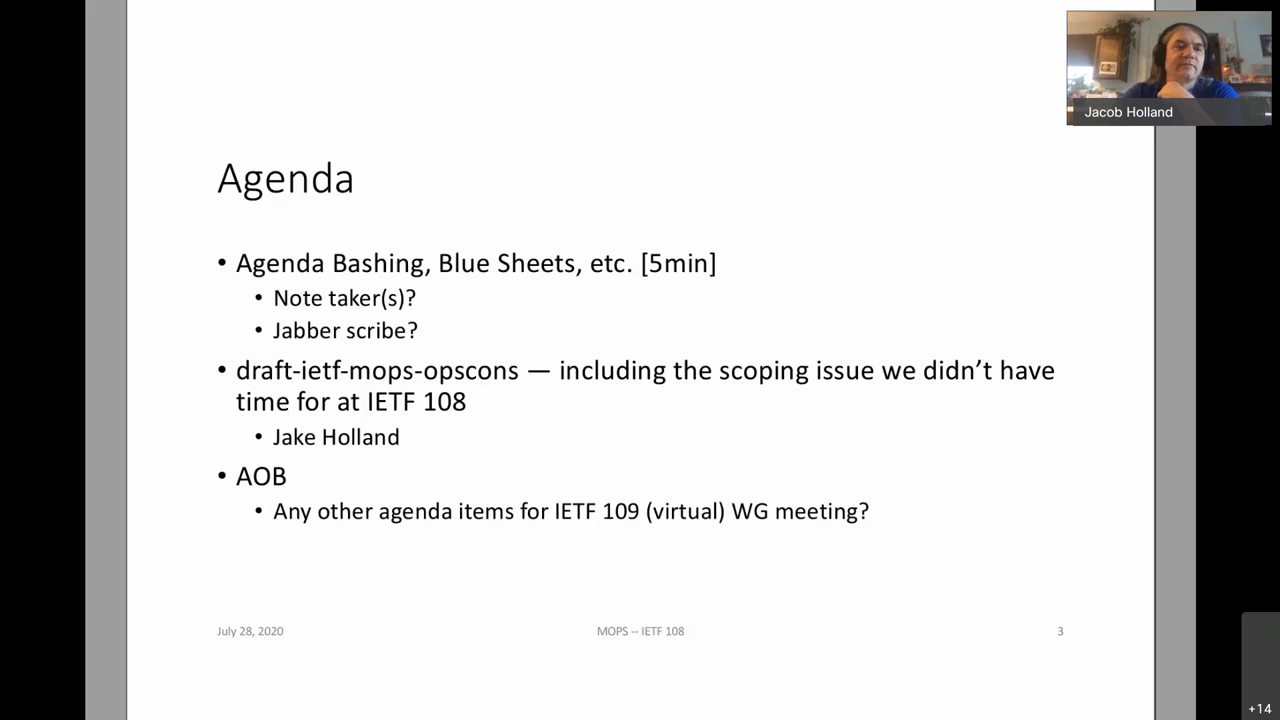 Jacob Holland
Agenda
• Agenda Bashing, Blue Sheets, etc. [5min]
• Note taker(s)?
• Jabber scribe?
• draft-ietf-mops-opscons — including the scoping issue we didn’t have
time for at IETF 108
• Jake Holland
• AOB
• Any other agenda items for IETF 109 (virtual) WG meeting?
July 28, 2020
MOPS – IETF 108
3
+14